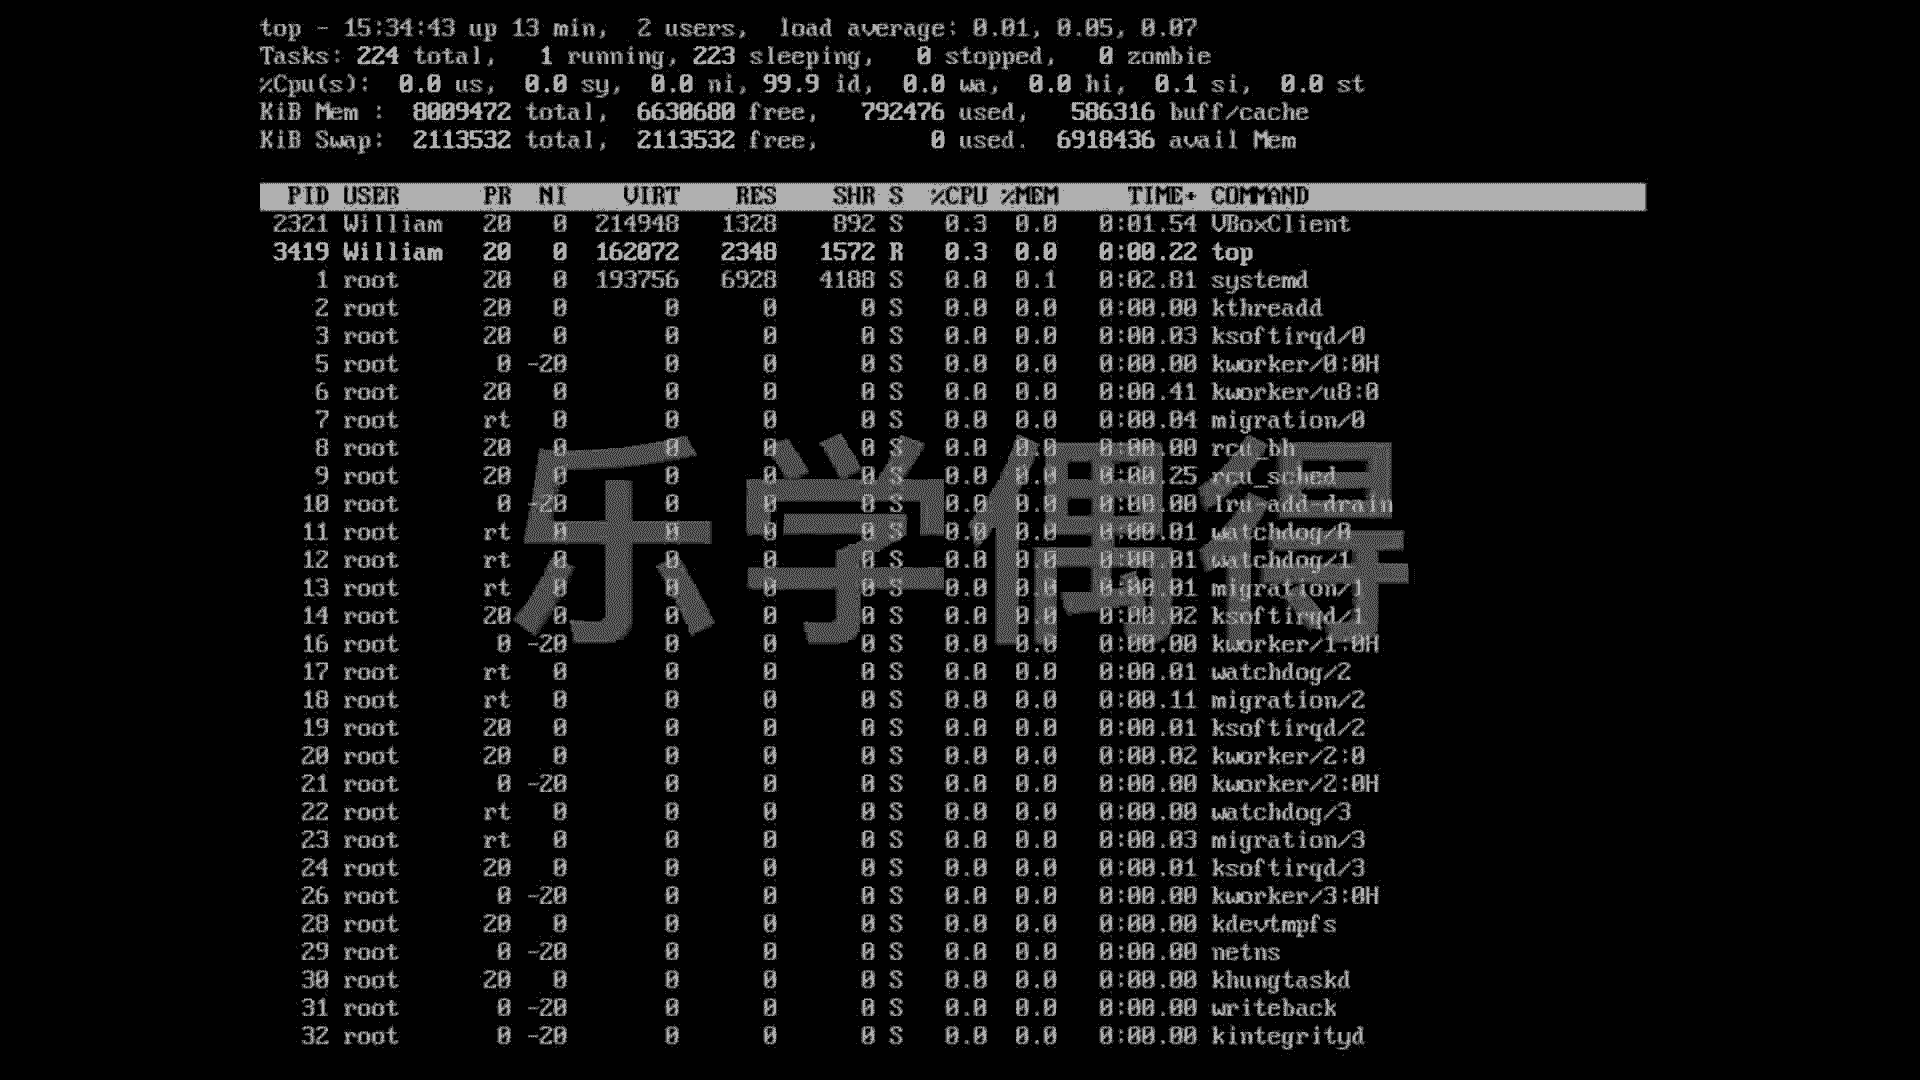 top - 15:34:43 up 13 min,  2 users,  load average: 0.01, 0.05, 0.07
Tasks: 224 total,   1 running, 223 sleeping,   0 stopped,   0 zombie
%Cpu(s):  0.0 us,  0.0 sy,  0.0 ni, 99.9 id,  0.0 wa,  0.0 hi,  0.1 si,  0.0 st
KiB Mem :  8009472 total,  6630680 free,   792476 used,   586316 buff/cache
KiB Swap:  2113532 total,  2113532 free,        0 used.  6918436 avail Mem
PID USER PR NI VIRT RES SHR S %CPU %MEM TIME+ COMMAND
2321 William 20 0 214948 1328 892 S 0.3 0.0 0:01.54 VBoxClient
3419 William 20 0 162072 2348 1572 R 0.3 0.0 0:00.22 top
1 root 20 0 193756 6928 4188 S 0.0 0.1 0:02.81 systemd
2 root 20 0 0 0 0 S 0.0 0.0 0:00.00 kthreadd
3 root 20 0 0 0 0 S 0.0 0.0 0:00.03 ksoftirqd/0
5 root 0 -20 0 0 0 S 0.0 0.0 0:00.00 kworker/0:0H
6 root 20 0 0 0 0 S 0.0 0.0 0:00.41 kworker/u8:0
7 root rt 0 0 0 0 S 0.0 0.0 0:00.04 migration/0
8 root 20 0 0 0 0 S 0.0 0.0 0:00.00 rcu_bh
9 root 20 0 0 0 0 S 0.0 0.0 0:00.25 rcu_sched
10 root 0 -20 0 0 0 S 0.0 0.0 0:00.00 lru-add-drain
11 root rt 0 0 0 0 S 0.0 0.0 0:00.01 watchdog/0
12 root rt 0 0 0 0 S 0.0 0.0 0:00.01 watchdog/1
13 root rt 0 0 0 0 S 0.0 0.0 0:00.01 migration/1
14 root 20 0 0 0 0 S 0.0 0.0 0:00.02 ksoftirqd/1
16 root 0 -20 0 0 0 S 0.0 0.0 0:00.00 kworker/1:0H
17 root rt 0 0 0 0 S 0.0 0.0 0:00.01 watchdog/2
18 root rt 0 0 0 0 S 0.0 0.0 0:00.11 migration/2
19 root 20 0 0 0 0 S 0.0 0.0 0:00.01 ksoftirqd/2
20 root 20 0 0 0 0 S 0.0 0.0 0:00.02 kworker/2:0
21 root 0 -20 0 0 0 S 0.0 0.0 0:00.00 kworker/2:0H
22 root rt 0 0 0 0 S 0.0 0.0 0:00.00 watchdog/3
23 root rt 0 0 0 0 S 0.0 0.0 0:00.03 migration/3
24 root 20 0 0 0 0 S 0.0 0.0 0:00.01 ksoftirqd/3
26 root 0 -20 0 0 0 S 0.0 0.0 0:00.00 kworker/3:0H
28 root 20 0 0 0 0 S 0.0 0.0 0:00.00 kdevtmpfs
29 root 0 -20 0 0 0 S 0.0 0.0 0:00.00 netns
30 root 20 0 0 0 0 S 0.0 0.0 0:00.00 khungtaskd
31 root 0 -20 0 0 0 S 0.0 0.0 0:00.00 writeback
32 root 0 -20 0 0 0 S 0.0 0.0 0:00.00 kintegrityd
乐学偶得